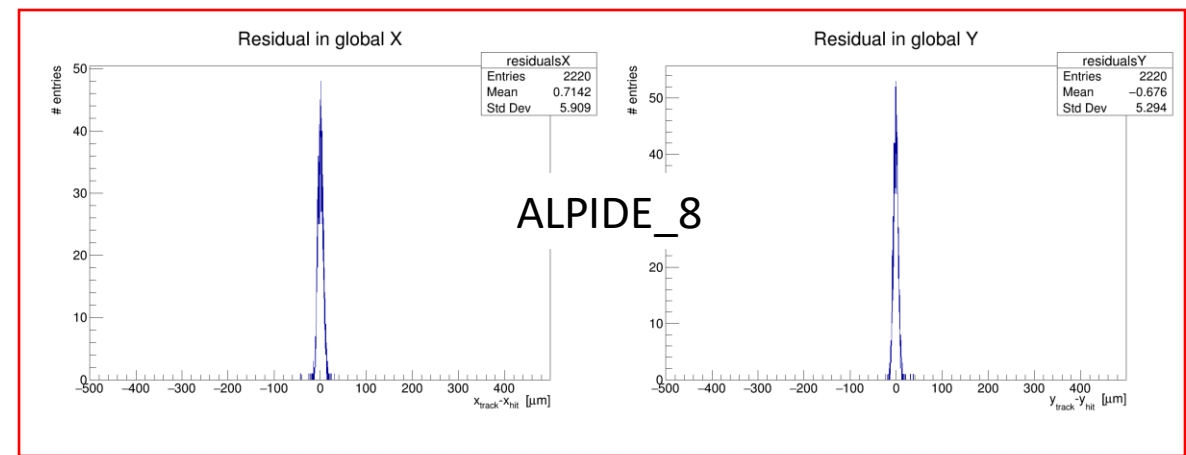 Residual in global X
residualsX
Entries 2220
Mean 0.7142
Std Dev 5.909
# entries
50
40
30
20
10
0
−500 −400 −300 −200 −100 0 100 200 300 400
x_track-x_hit [μm]
ALPIDE_8
Residual in global Y
residualsY
Entries 2220
Mean −0.676
Std Dev 5.294
# entries
50
40
20
10
0
−500 −400 −300 −200 −100 0 100 200 300 400
y_track-y_hit [μm]